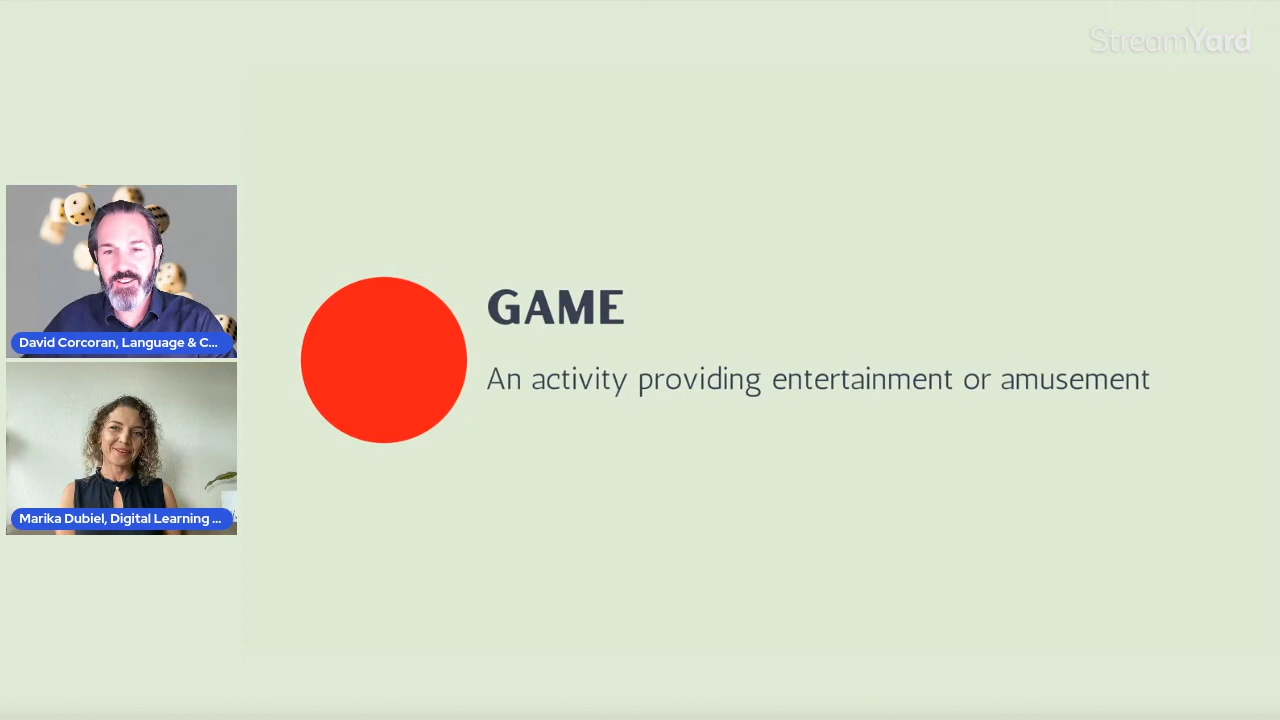 StreamYard
David Corcoran, Language & C...
GAME
An activity providing entertainment or amusement
Marika Dubiel, Digital Learning ...